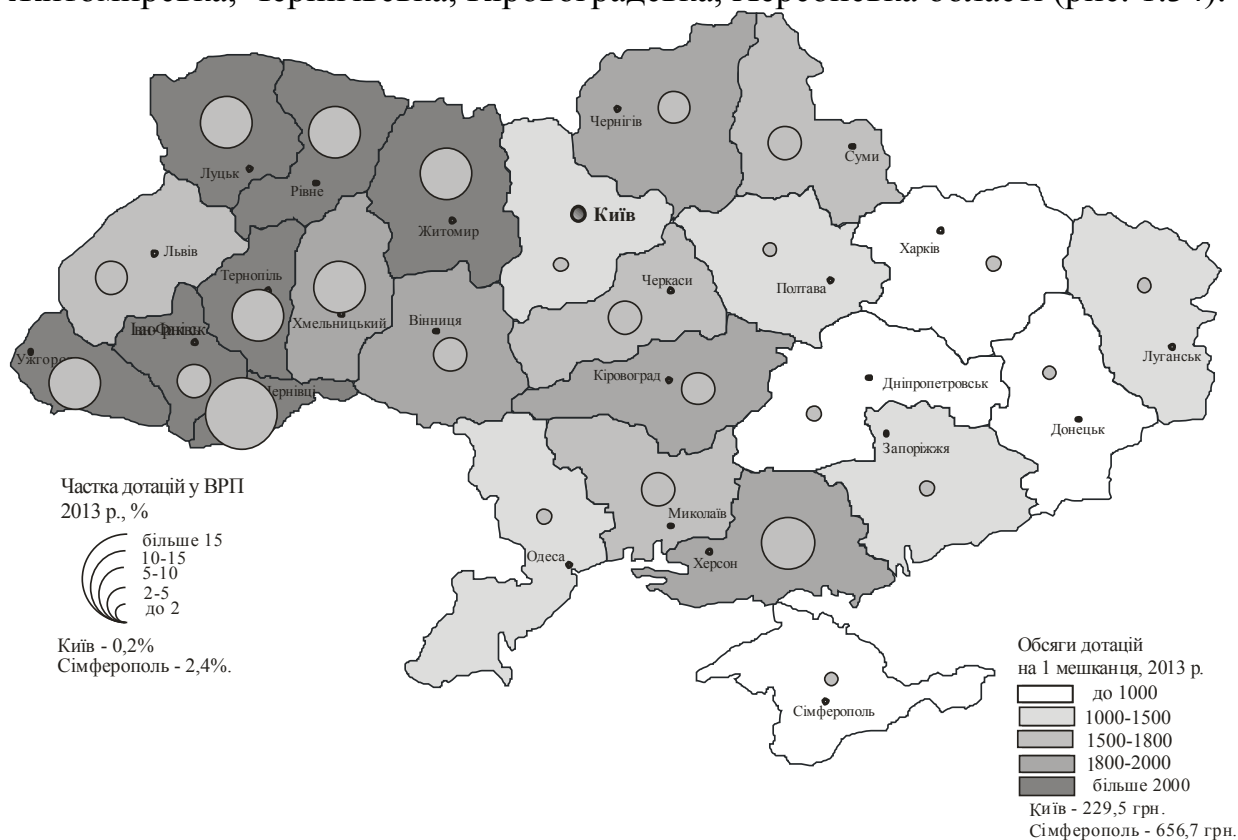 Житомирська, Чернігівська, Кіровоградська, Херсонська області (рис. 1.34).
Чернігів
Суми
Луцьк
Рівне
Київ
Житомир
Харків
Львів
Тернопіль
Черкаси
Полтава
Хмельницький
Вінниця
Ужгоро
Луганськ
Кіровоград
Дніпропетровськ
Чернівці
Донецьк
Запоріжжя
Миколаїв
Одеса
Херсон
Сімферополь
Частка дотацій у ВРП
2013 р., %
більше 15
10-15
5-10
2-5
до 2
Київ - 0,2%
Сімферополь - 2,4%.
Обсяги дотацій
на 1 мешканця, 2013 р.
до 1000
1000-1500
1500-1800
1800-2000
більше 2000
Київ - 229,5 грн.
Сімферополь - 656,7 грн.